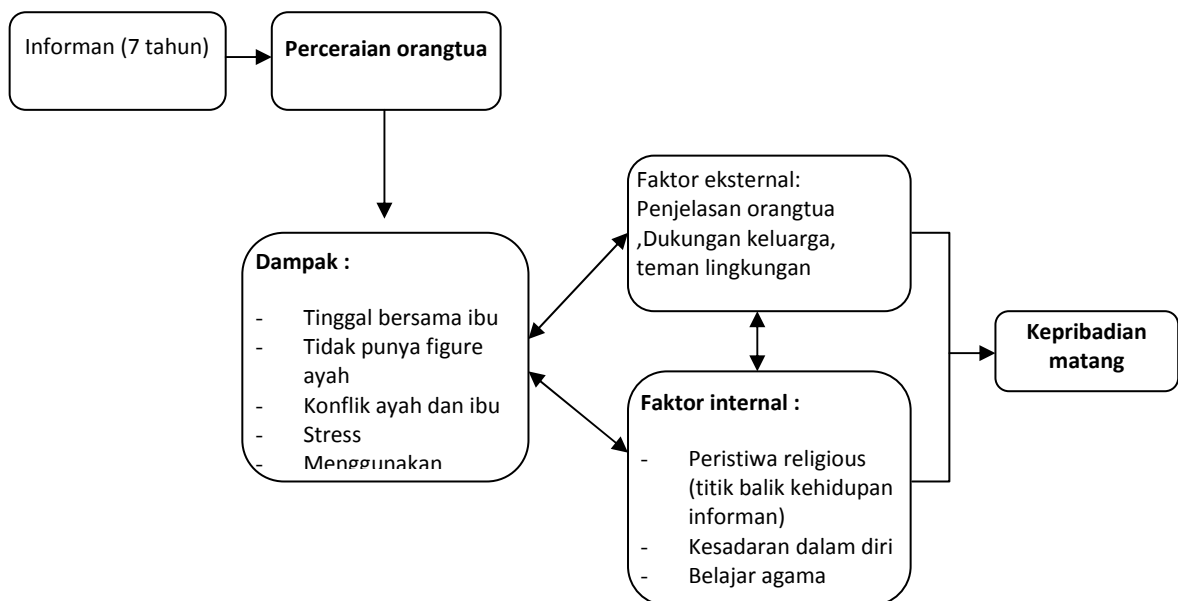 Informan (7 tahun)
Perceraian orangtua
Dampak :
- Tinggal bersama ibu
- Tidak punya figure
ayah
- Konflik ayah dan ibu
- Stress
- Menggunakan
Faktor eksternal:
Penjelasan orangtua
,Dukungan keluarga,
teman lingkungan
Faktor internal :
- Peristiwa religious
(titik balik kehidupan
informan)
- Kesadaran dalam diri
- Belajar agama
Kepribadian
matang